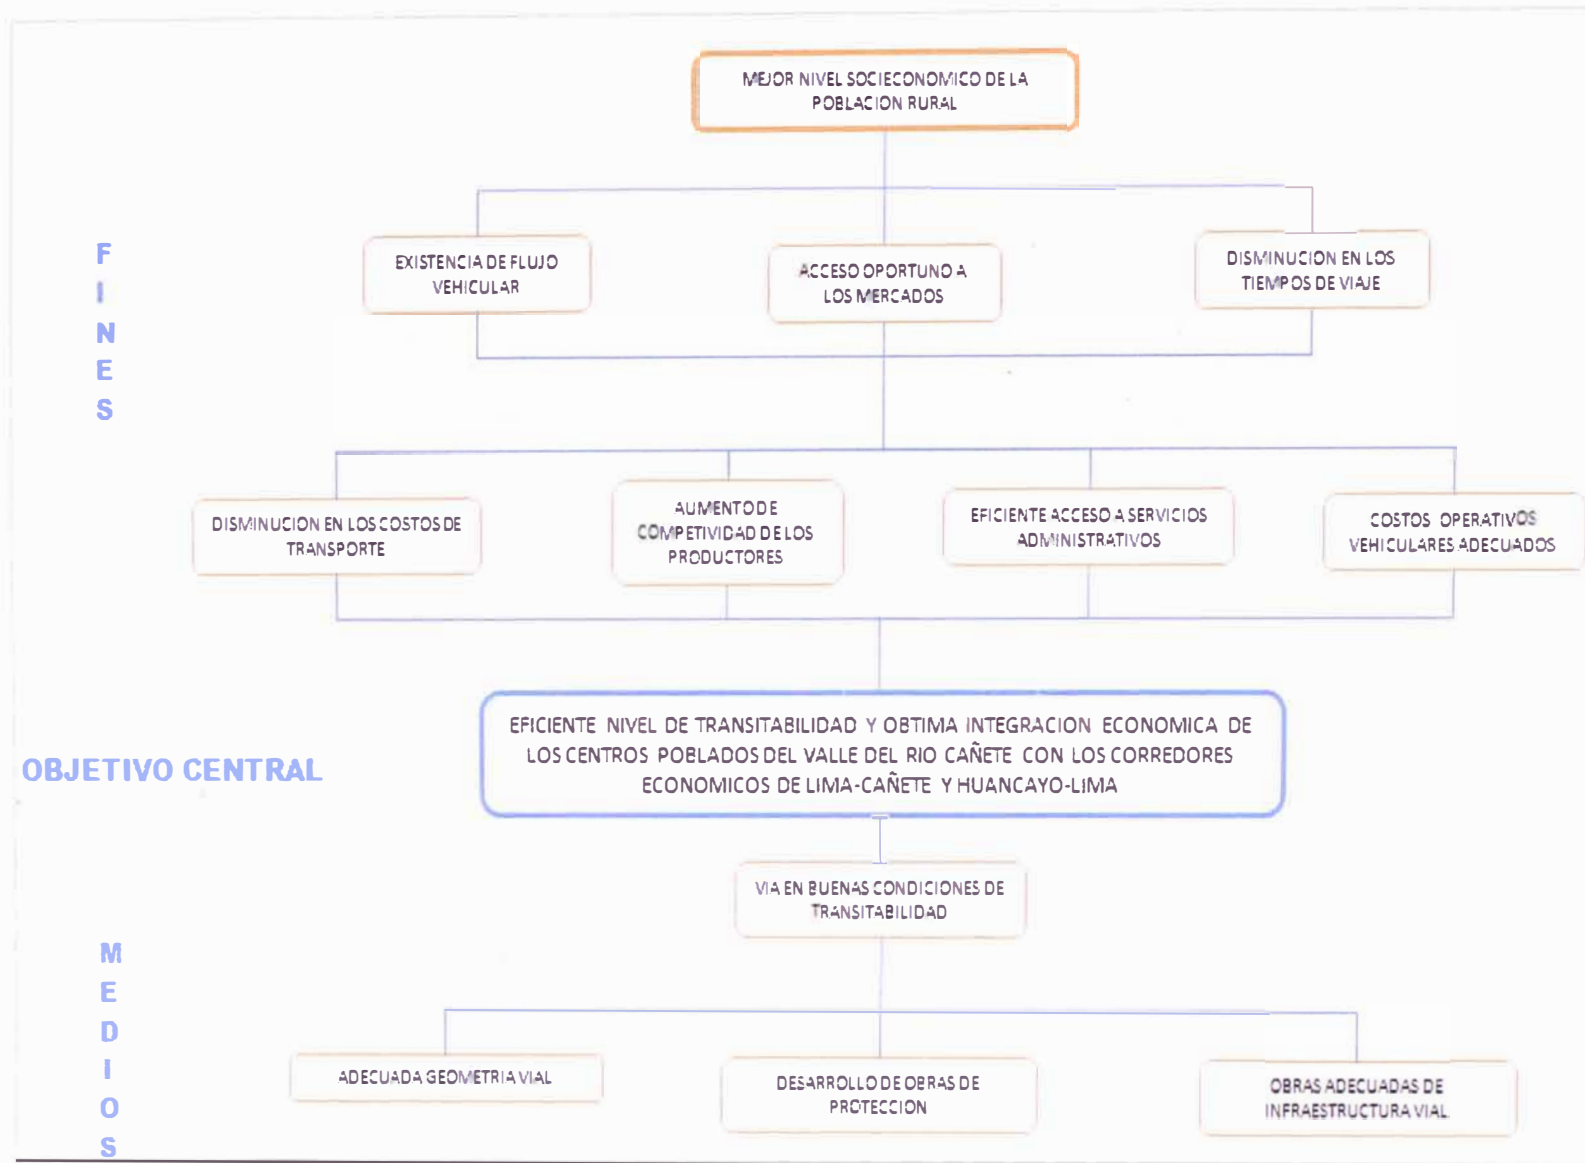 MEJOR NIVEL SOCIECONOMICO DE LA
POBLACION RURAL
FINES
EXISTENCIA DE FLUJO
VEHICULAR
ACCESO OPORTUNO A
LOS MERCADOS
DISMINUCION EN LOS
TIEMPOS DE VIAJE
DISMINUCION EN LOS COSTOS DE
TRANSPORTE
AUMENTO DE
COMPETIVIDAD DE LOS
PRODUCTORES
EFICIENTE ACCESO A SERVICIOS
ADMINISTRATIVOS
COSTOS OPERATIVOS
VEHICULARES ADECUADOS
OBJETIVO CENTRAL
EFICIENTE NIVEL DE TRANSITABILIDAD Y OBTIMA INTEGRACION ECONOMICA DE
LOS CENTROS POBLADOS DEL VALLE DEL RIO CAÑETE CON LOS CORREDORES
ECONOMICOS DE LIMA-CAÑETE Y HUANCAYO-LIMA
VIA EN BUENAS CONDICIONES DE
TRANSITABILIDAD
MEDIOS
ADECUADA GEOMETRIA VIAL
DESARROLLO DE OBRAS DE
PROTECCION
OBRAS ADECUADAS DE
INFRAESTRUCTURA VIAL